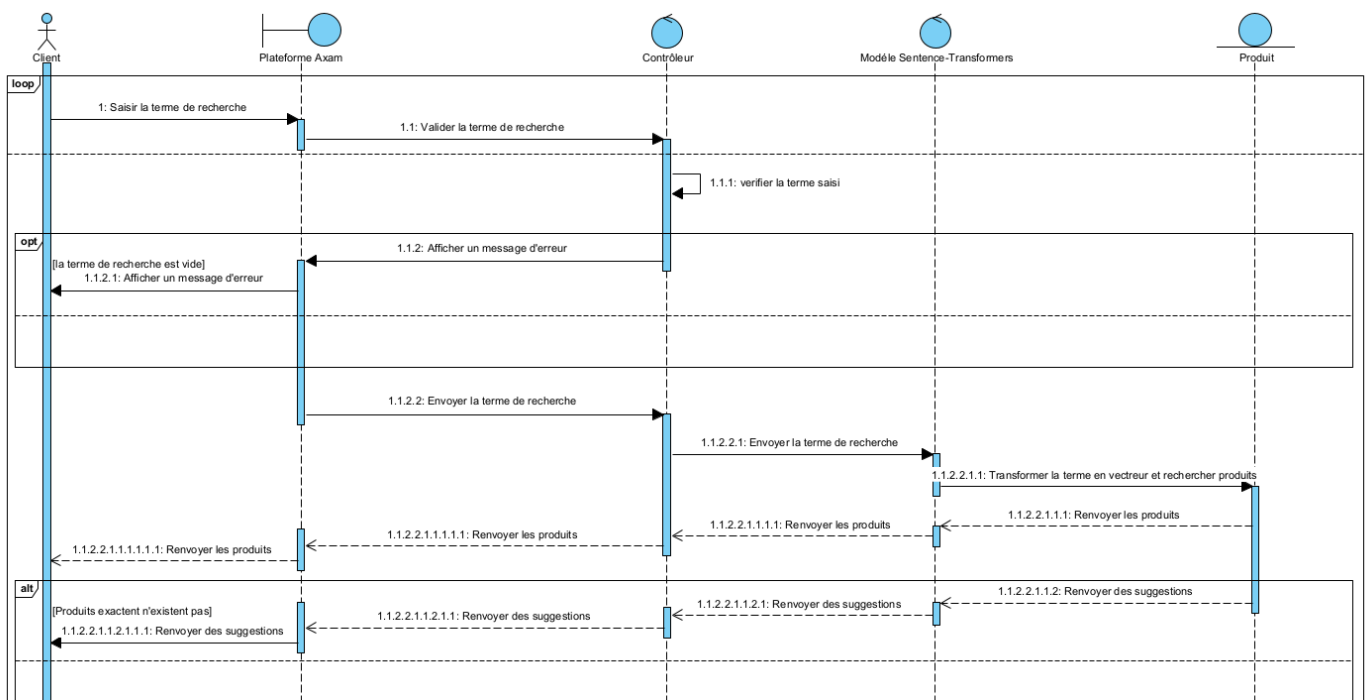 Client
Plateforme Axam
Contrôleur
Modéle Sentence-Transformers
Produit
loop
1: Saisir la terme de recherche
1.1: Valider la terme de recherche
1.1.1: verifier la terme saisi
opt
1.1.2: Afficher un message d'erreur
[la terme de recherche est vide]
1.1.2.1: Afficher un message d'erreur
1.1.2.2: Envoyer la terme de recherche
1.1.2.2.1: Envoyer la terme de recherche
1.1.2.2.1.1: Transformer la terme en vectreur et rechercher produits
1.1.2.2.1.1.1: Renvoyer les produits
1.1.2.2.1.1.1.1: Renvoyer les produits
1.1.2.2.1.1.1.1.1: Renvoyer les produits
1.1.2.2.1.1.1.1.1.1: Renvoyer les produits
alt
1.1.2.2.1.1.2: Renvoyer des suggestions
1.1.2.2.1.1.2.1: Renvoyer des suggestions
[Produits exactent n'existent pas]
1.1.2.2.1.1.2.1.1: Renvoyer des suggestions
1.1.2.2.1.1.2.1.1.1: Renvoyer des suggestions